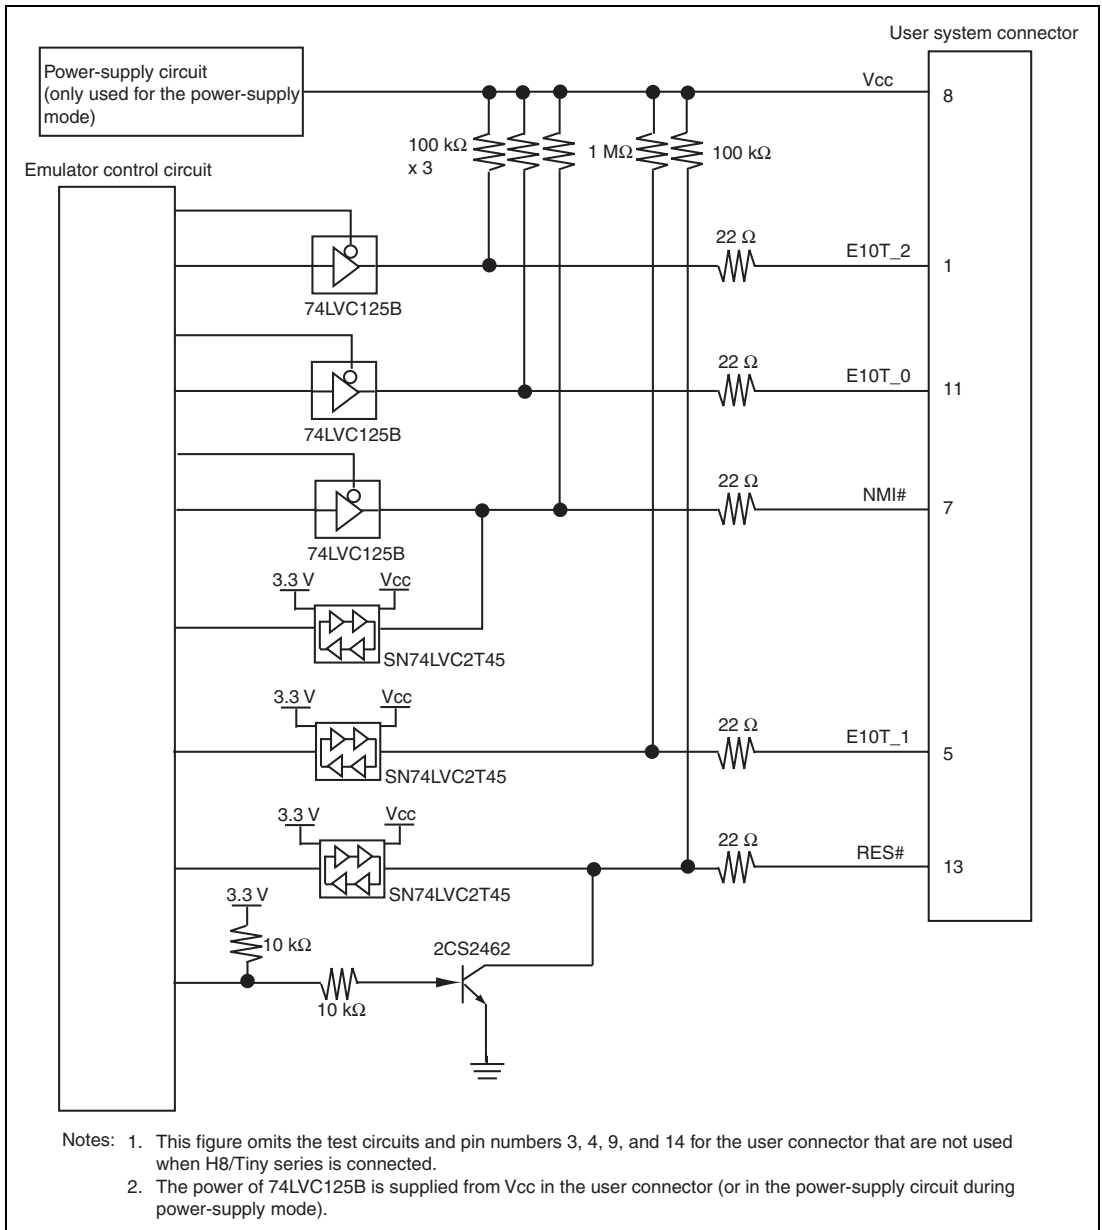 User system connector
Power-supply circuit
(only used for the power-supply
mode)
Vcc
8
100 kΩ
x 3
1 MΩ
100 kΩ
Emulator control circuit
22 Ω
E10T_2
1
74LVC125B
22 Ω
E10T_0
11
74LVC125B
22 Ω
NMI#
7
74LVC125B
3.3 V
Vcc
SN74LVC2T45
3.3 V
Vcc
22 Ω
E10T_1
5
SN74LVC2T45
3.3 V
Vcc
22 Ω
RES#
13
SN74LVC2T45
3.3 V
10 kΩ
2CS2462
10 kΩ
Notes: 1. This figure omits the test circuits and pin numbers 3, 4, 9, and 14 for the user connector that are not used
when H8/Tiny series is connected.
2. The power of 74LVC125B is supplied from Vcc in the user connector (or in the power-supply circuit during
power-supply mode).